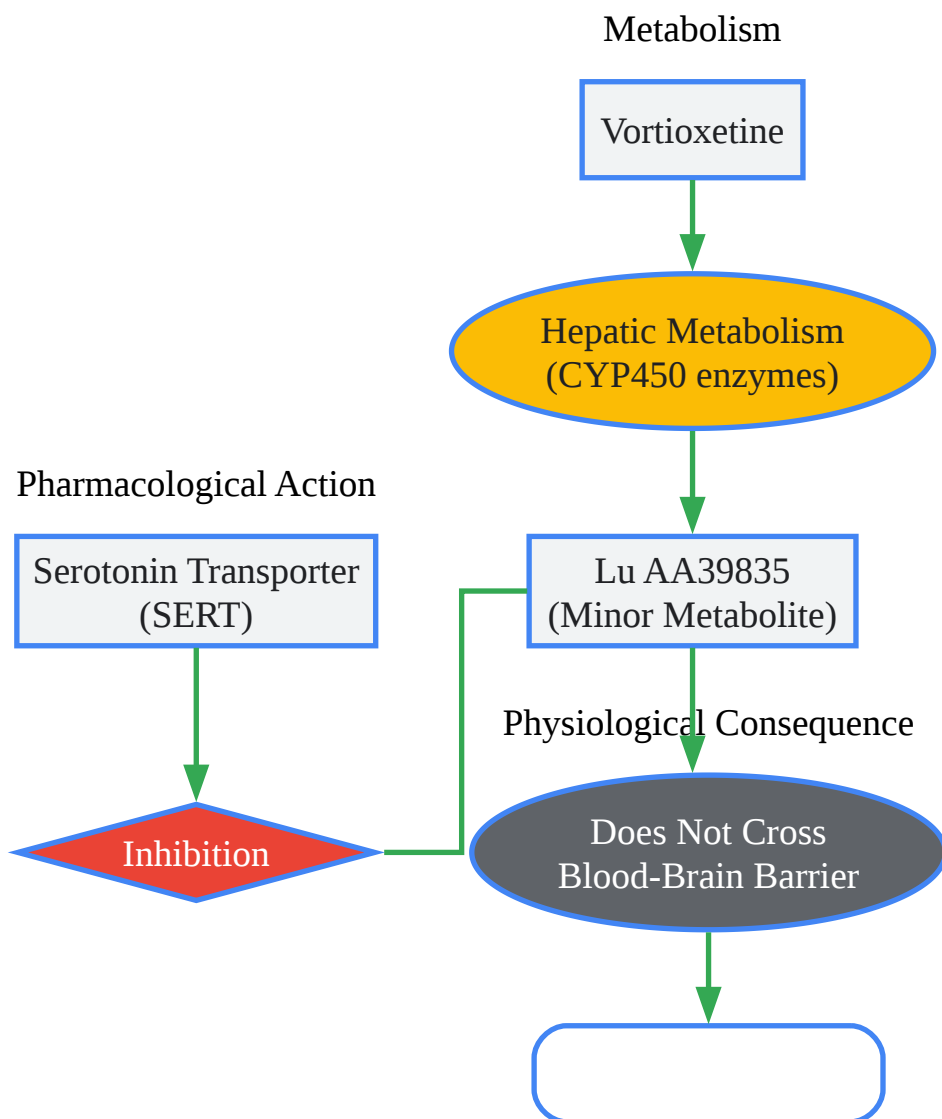 Metabolism
Vortioxetine
Hepatic Metabolism
(CYP450 enzymes)
Pharmacological Action
Serotonin Transporter
(SERT)
Lu AA39835
(Minor Metabolite)
Physiological Consequence
Inhibition
Does Not Cross
Blood-Brain Barrier